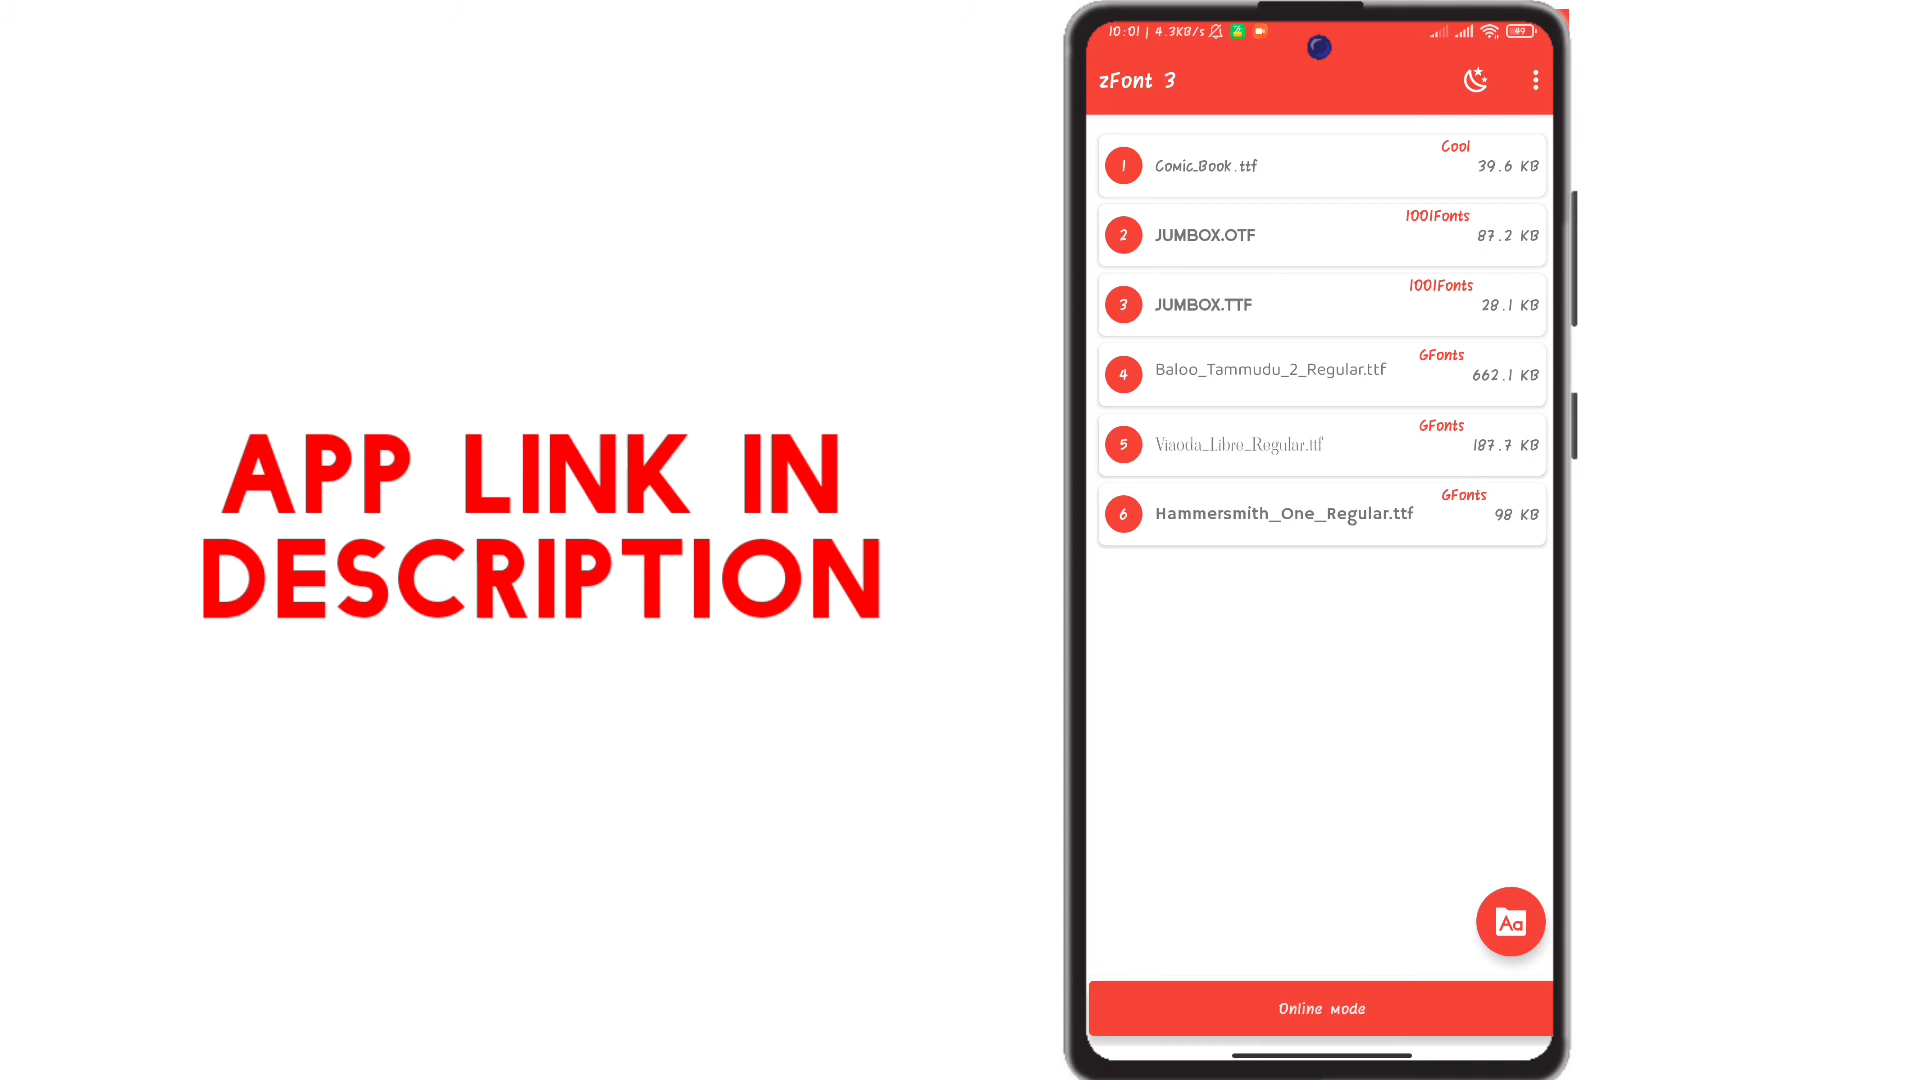 APP LINK IN
DESCRIPTION
10:01 | 4.3KB/s
49
zFont 3
1
Comic_Book.ttf
Cool
39.6 KB
2
JUMBOX.OTF
1001Fonts
87.2 KB
3
JUMBOX.TTF
1001Fonts
28.1 KB
4
Baloo_Tammudu_2_Regular.ttf
GFonts
662.1 KB
5
Viaoda_Libre_Regular.ttf
GFonts
187.7 KB
6
Hammersmith_One_Regular.ttf
GFonts
98 KB
Aa
Online mode